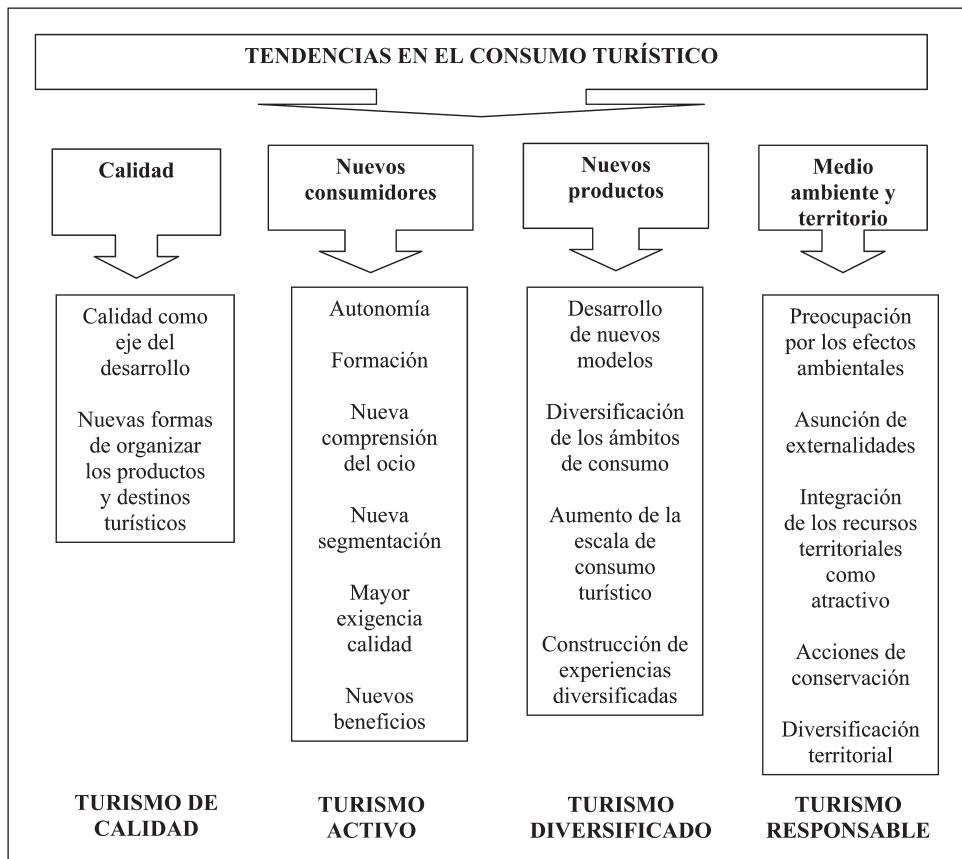 TENDENCIAS EN EL CONSUMO TURÍSTICO
Calidad
Calidad como
eje del
desarrollo
Nuevas formas
de organizar
los productos
y destinos
turísticos
TURISMO DE
CALIDAD
Nuevos
consumidores
Autonomía
Formación
Nueva
comprensión
del ocio
Nueva
segmentación
Mayor
exigencia
calidad
Nuevos
beneficios
TURISMO
ACTIVO
Nuevos
productos
Desarrollo
de nuevos
modelos
Diversificación
de los ámbitos
de consumo
Aumento de la
escala de
consumo
turístico
Construcción de
experiencias
diversificadas
TURISMO
DIVERSIFICADO
Medio
ambiente y
territorio
Preocupación
por los efectos
ambientales
Asunción de
externalidades
Integración
de los recursos
territoriales
como
atractivo
Acciones de
conservación
Diversificación
territorial
TURISMO
RESPONSABLE